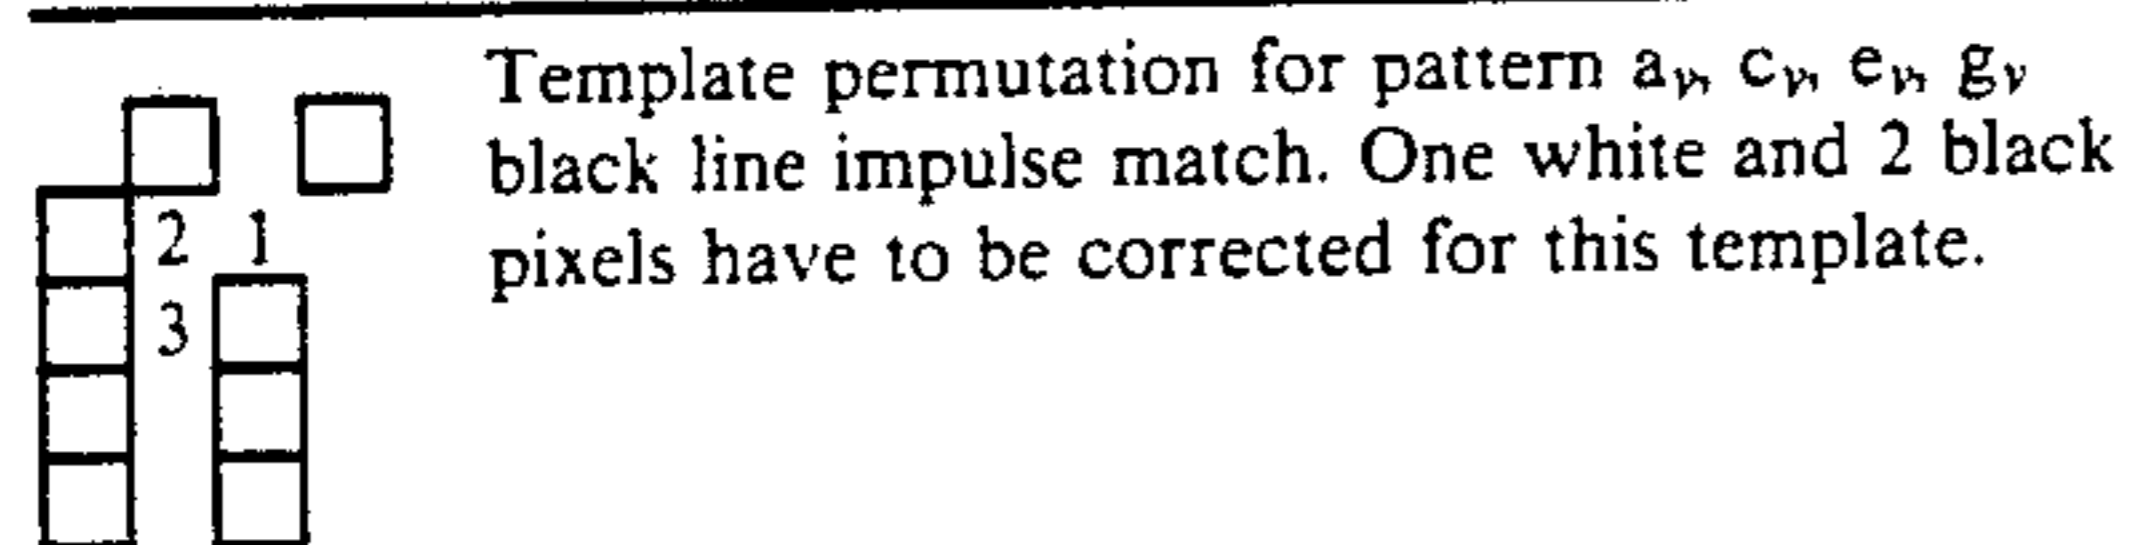 Template permutation for pattern aᵥ, cᵥ, eᵥ, gᵥ
black line impulse match. One white and 2 black
2 1
pixels have to be corrected for this template.
3